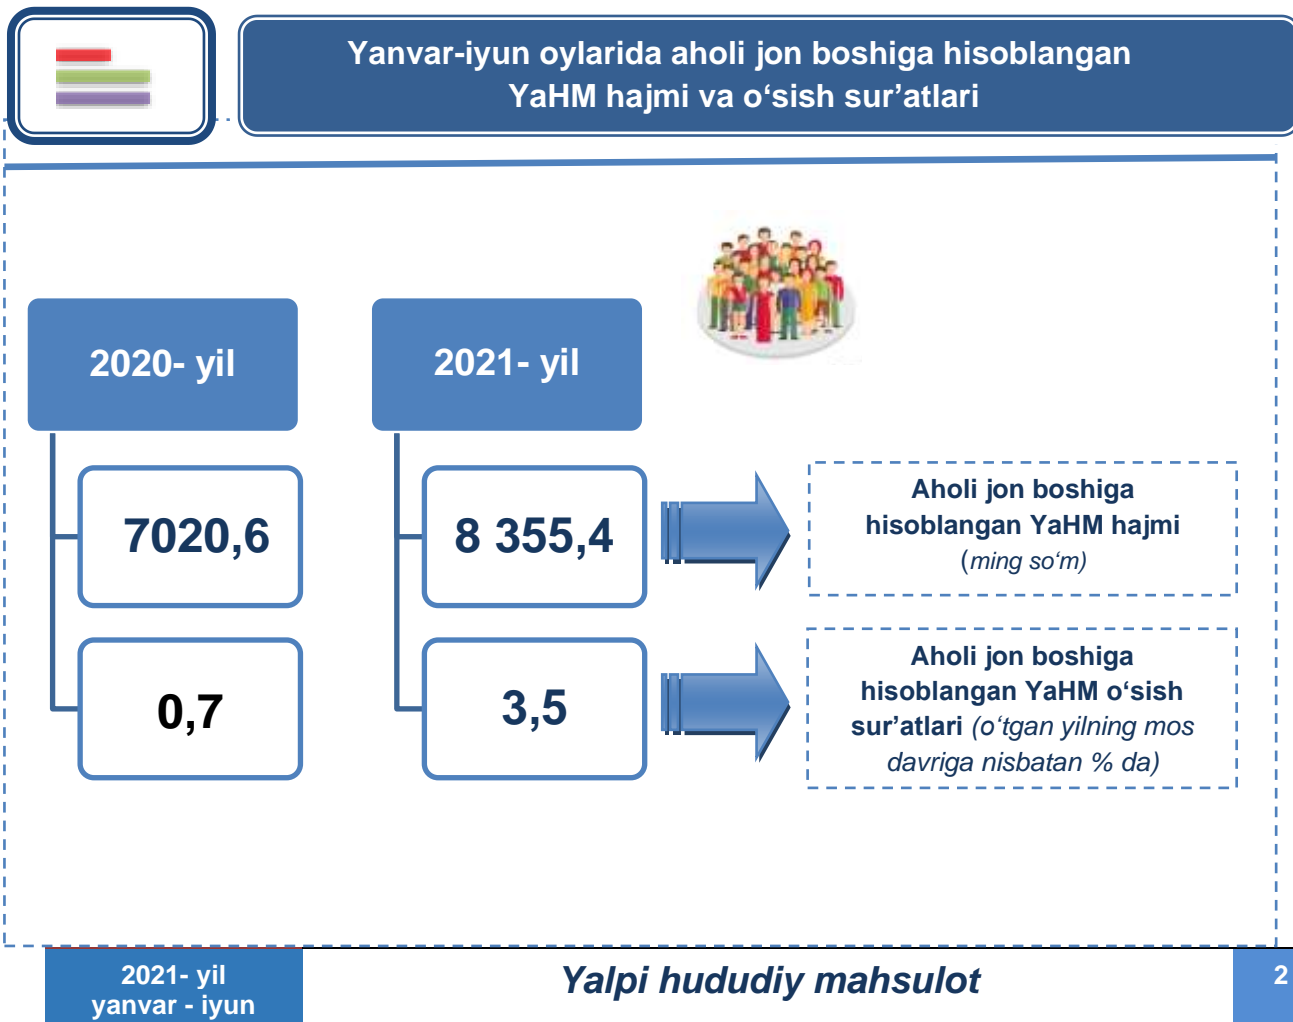 Yanvar-iyun oylarida aholi jon boshiga hisoblangan
YaHM hajmi va o‘sish sur’atlari
2020- yil
2021- yil
7020,6
8 355,4
Aholi jon boshiga
hisoblangan YaHM hajmi
(ming so‘m)
0,7
3,5
Aholi jon boshiga
hisoblangan YaHM o‘sish
sur’atlari (o‘tgan yilning mos
davriga nisbatan % da)
2021- yil
yanvar - iyun
Yalpi hududiy mahsulot
2